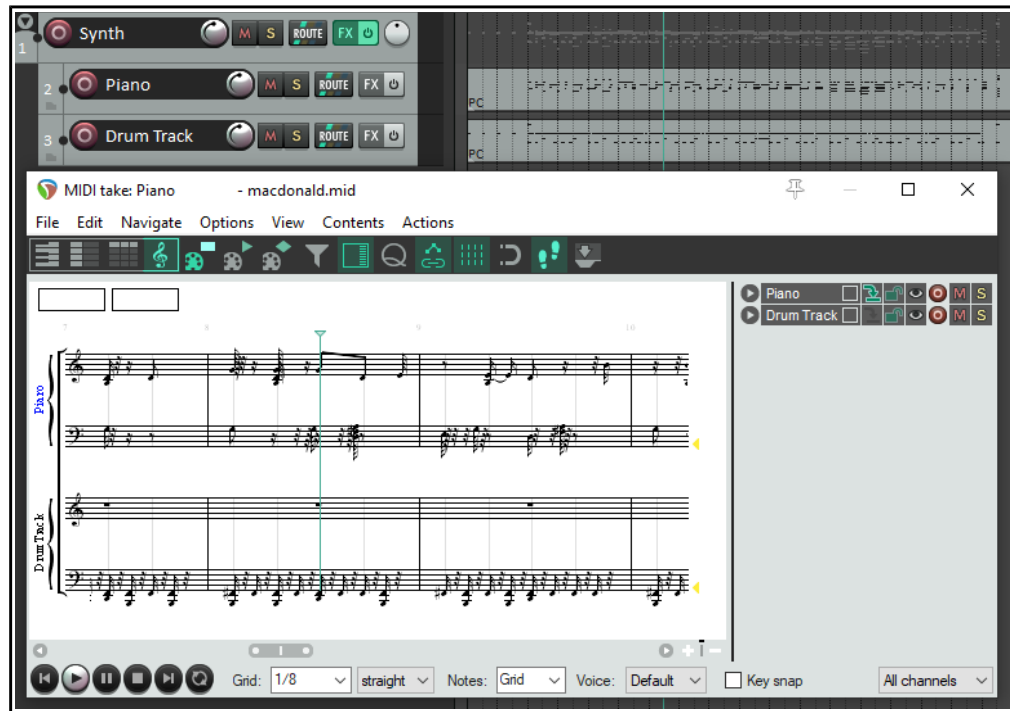 1 Synth M S ROUTE FX
2 Piano M S ROUTE FX PC
3 Drum Track M S ROUTE FX PC
MIDI take: Piano - macdonald.mid
File Edit Navigate Options View Contents Actions
Piano M S
Drum Track M S
7 8 9 10
Piano
Drum Track
Grid: 1/8 straight Notes: Grid Voice: Default Key snap All channels